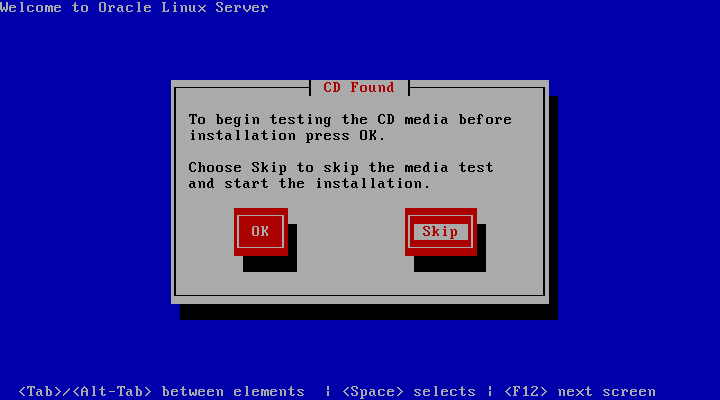 Welcome to Oracle Linux Server
CD Found
To begin testing the CD media before
installation press OK.
Choose Skip to skip the media test
and start the installation.
OK Skip
<Tab>/<Alt-Tab> between elements | <Space> selects | <F12> next screen